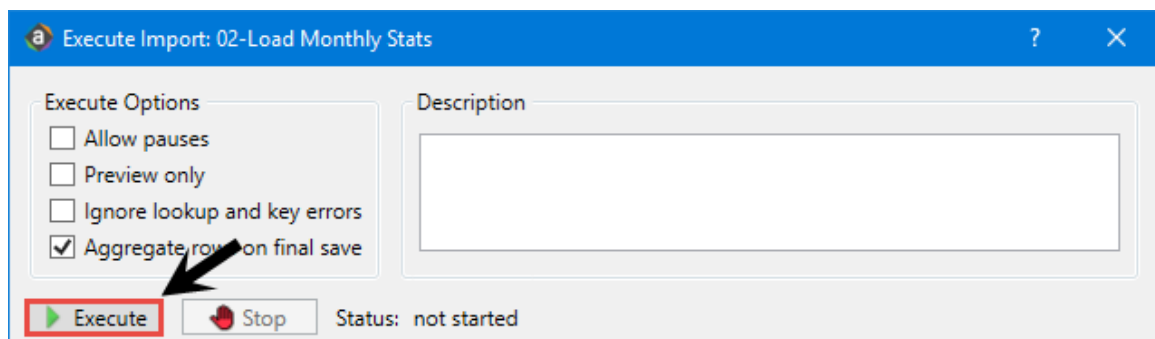 Execute Import: 02-Load Monthly Stats
Execute Options
Allow pauses
Preview only
Ignore lookup and key errors
Aggregate rows on final save
Description
Execute
Stop
Status: not started